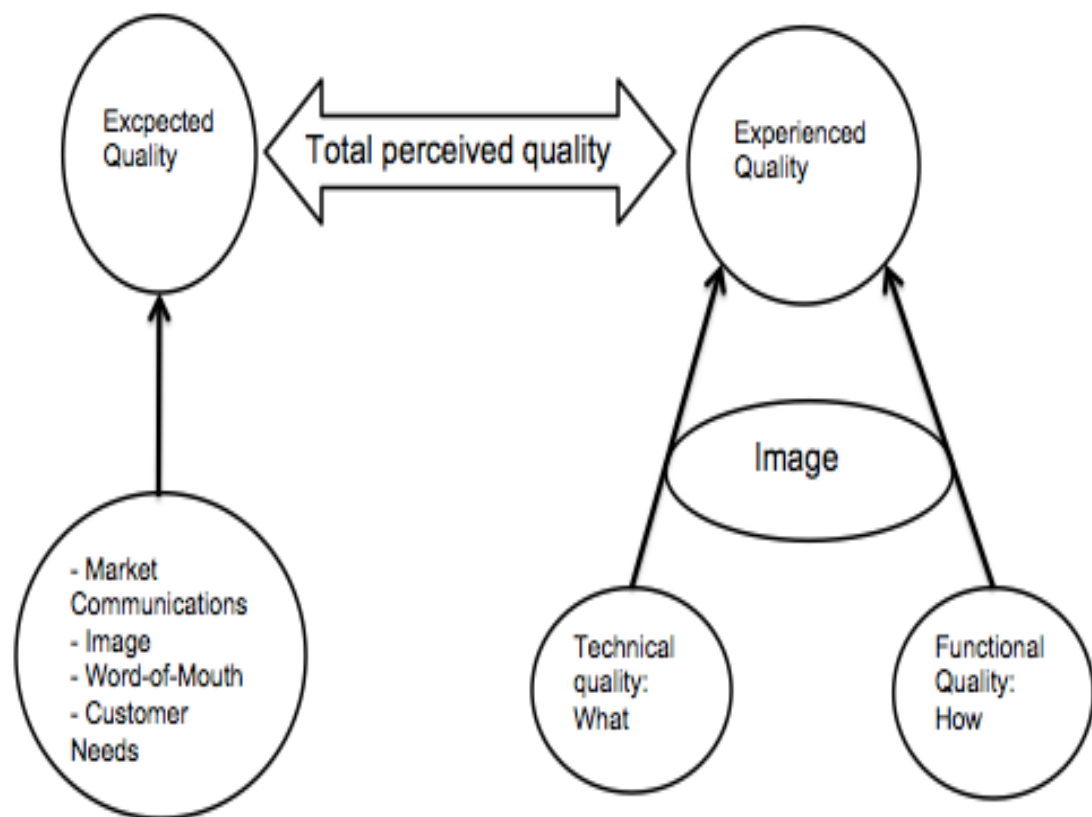 Excpected
Quality
Total perceived quality
Experienced
Quality
Image
- Market
Communications
- Image
- Word-of-Mouth
- Customer
Needs
Technical
quality:
What
Functional
Quality:
How